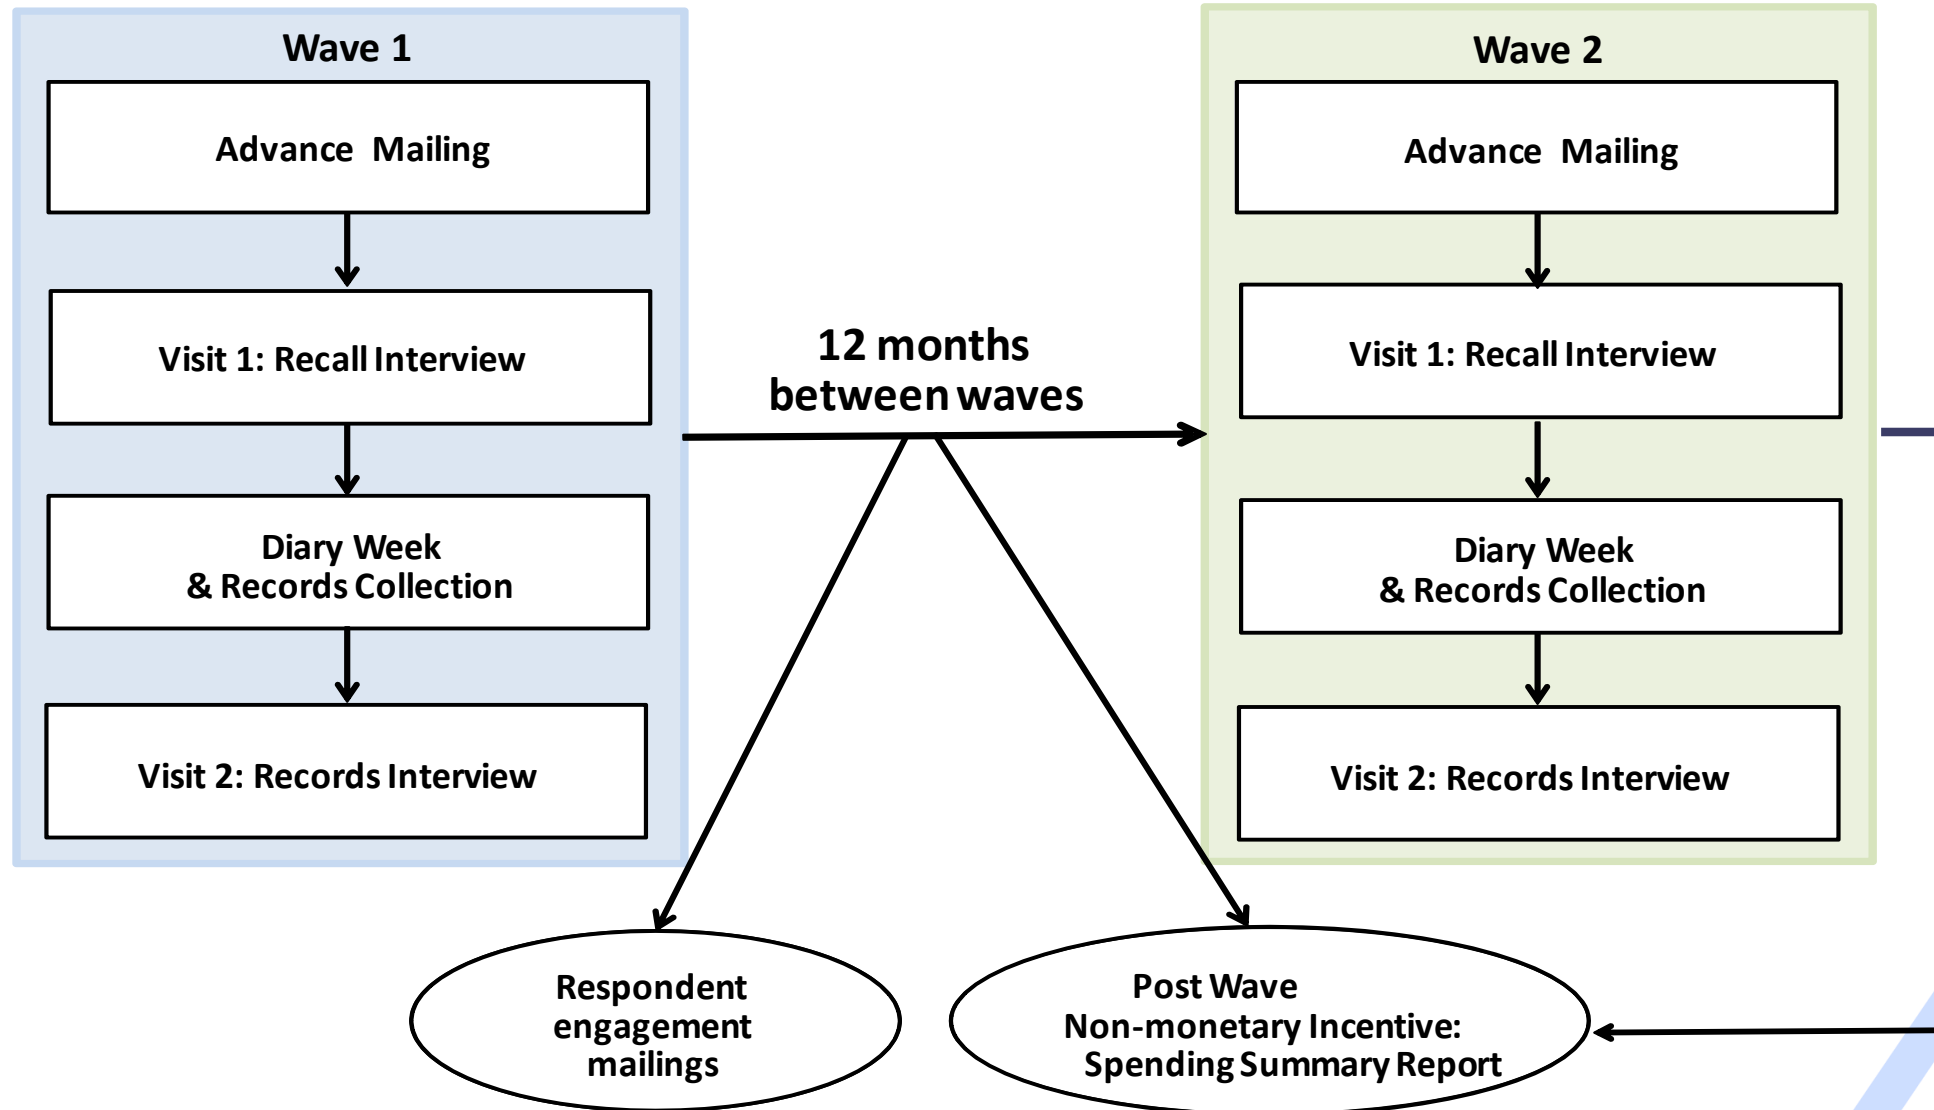 Wave 1
Advance Mailing
Visit 1: Recall Interview
Diary Week
& Records Collection
Visit 2: Records Interview
12 months
between waves
Wave 2
Advance Mailing
Visit 1: Recall Interview
Diary Week
& Records Collection
Visit 2: Records Interview
Respondent
engagement
mailings
Post Wave
Non-monetary Incentive:
Spending Summary Report